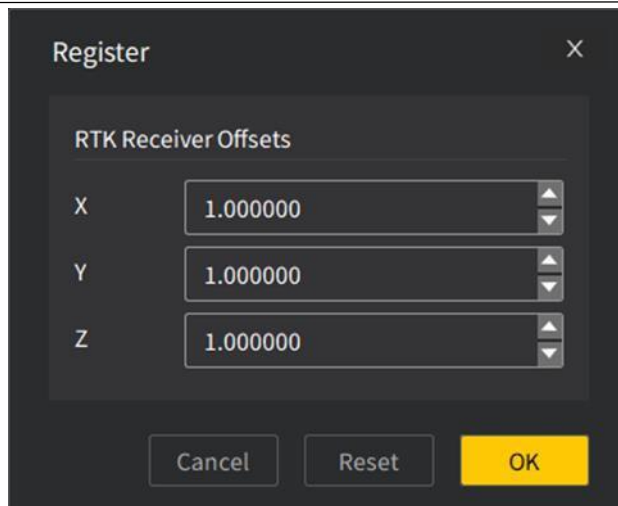 Register X
RTK Receiver Offsets
X 1.000000
Y 1.000000
Z 1.000000
Cancel Reset OK